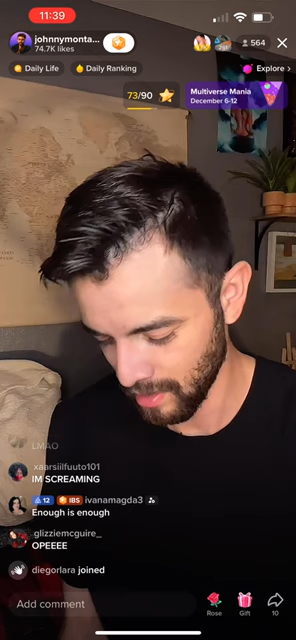 11:39
johnnymonta...
74.7K likes
564
Daily Life
Daily Ranking
Explore >
73/90
Multiverse Mania
December 6-12
LMAO
xaarsiilfuuto101
IM SCREAMING
12 IBS ivanamagda3
Enough is enough
glizziemcguire_
OPEEEE
diegorlara joined
Add comment
Rose
Gift
10